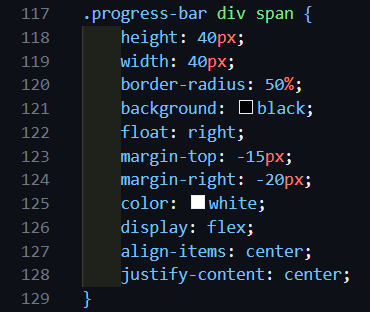 117 .progress-bar div span {
118 height: 40px;
119 width: 40px;
120 border-radius: 50%;
121 background: black;
122 float: right;
123 margin-top: -15px;
124 margin-right: -20px;
125 color: white;
126 display: flex;
127 align-items: center;
128 justify-content: center;
129 }